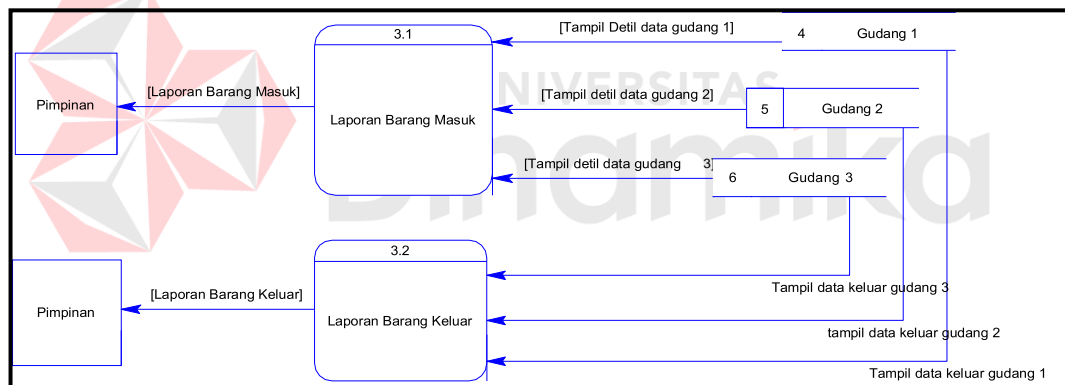 3.1
[Tampil Detil data gudang 1]
4
Gudang 1
Pimpinan
[Laporan Barang Masuk]
Laporan Barang Masuk
[Tampil detil data gudang 2]
5
Gudang 2
[Tampil detil data gudang 3]
6
Gudang 3
UNIVERSITAS
Dinamika
3.2
Pimpinan
[Laporan Barang Keluar]
Laporan Barang Keluar
Tampil data keluar gudang 3
tampil data keluar gudang 2
Tampil data keluar gudang 1